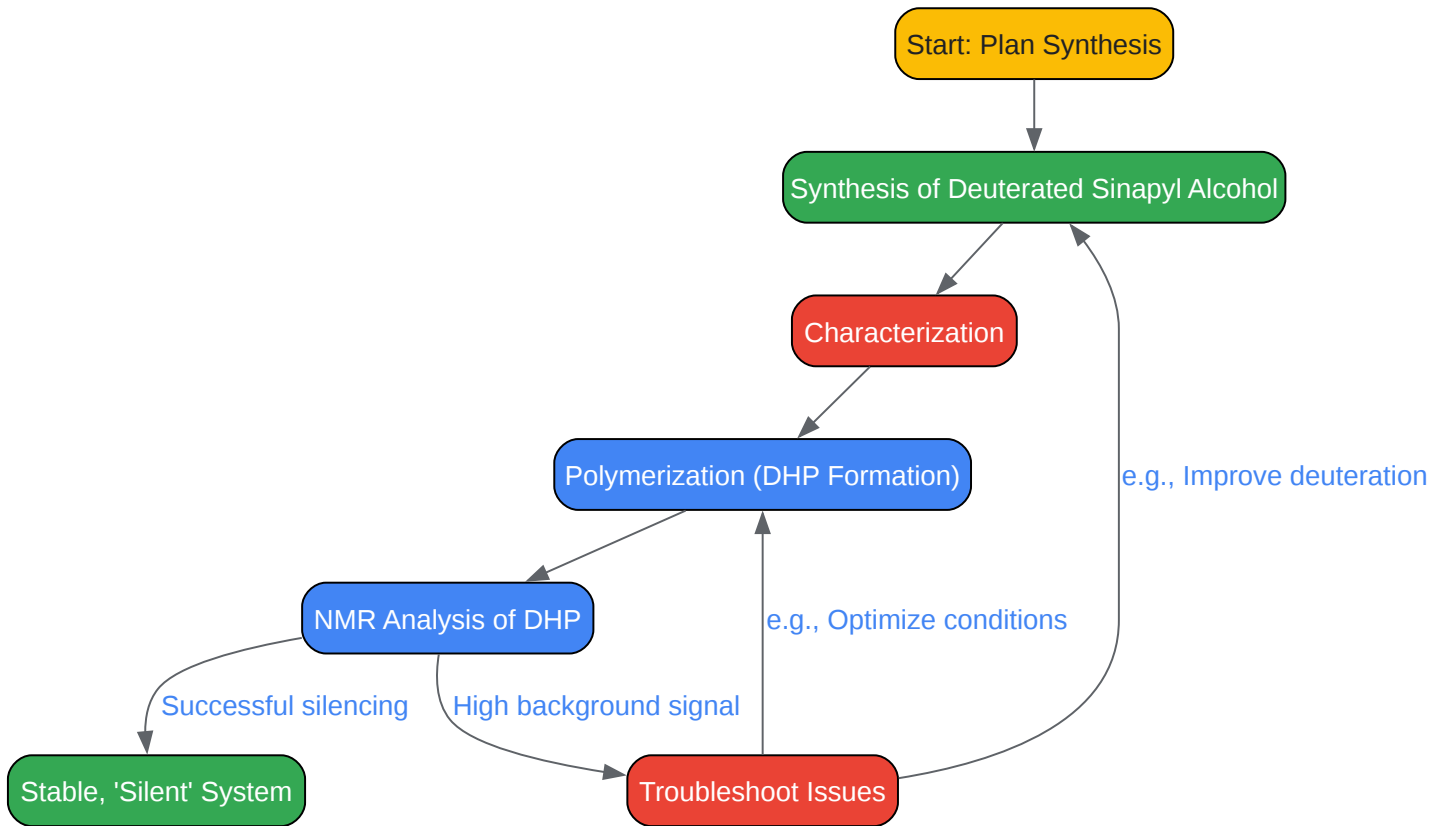 Start: Plan Synthesis
Synthesis of Deuterated Sinapyl Alcohol
Characterization
Polymerization (DHP Formation)
e.g., Improve deuteration
NMR Analysis of DHP
e.g., Optimize conditions
Successful silencing
High background signal
Stable, 'Silent' System
Troubleshoot Issues